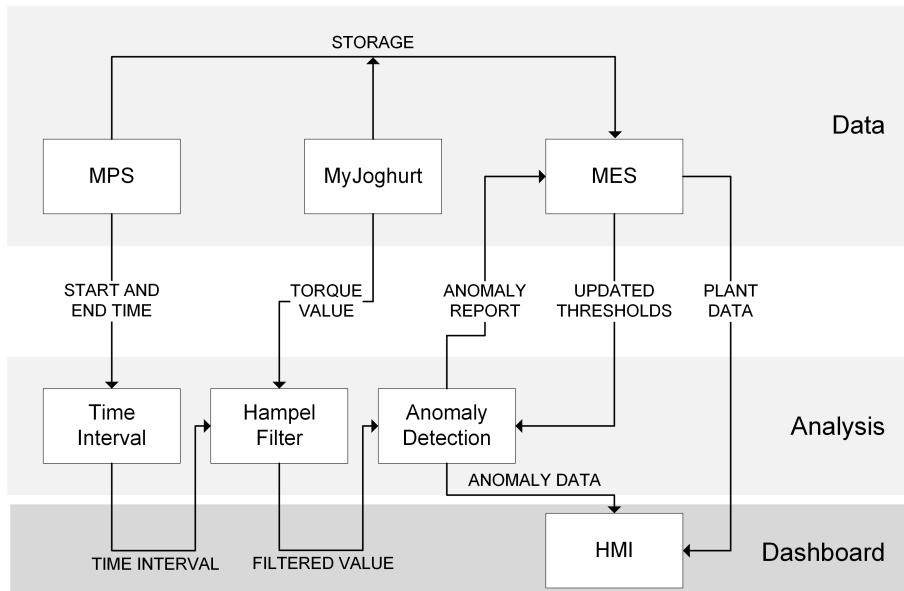 STORAGE
Data
MPS
MyJoghurt
MES
START AND
END TIME
TORQUE
VALUE
ANOMALY
REPORT
UPDATED
THRESHOLDS
PLANT
DATA
Time
Interval
Hampel
Filter
Anomaly
Detection
Analysis
ANOMALY DATA
TIME INTERVAL
FILTERED VALUE
HMI
Dashboard